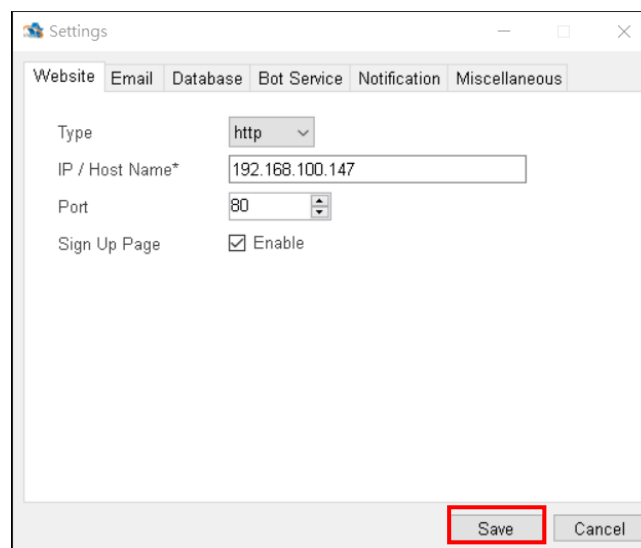 Settings
Website Email Database Bot Service Notification Miscellaneous
Type http
IP / Host Name* 192.168.100.147
Port 80
Sign Up Page Enable
Save Cancel